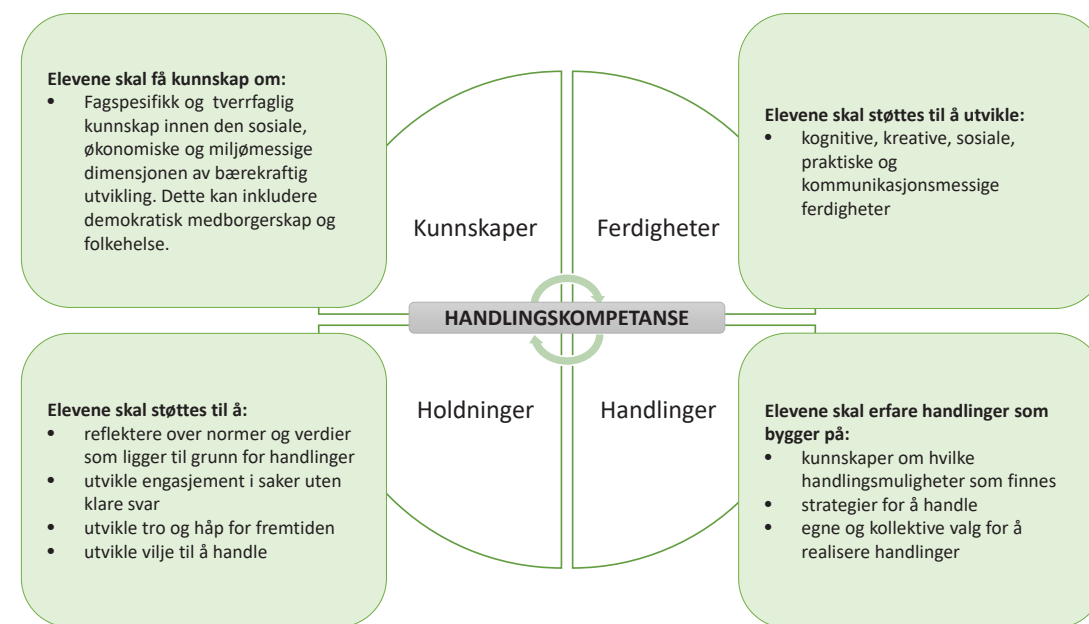 Elevene skal få kunnskap om:
• Fagspesifikk og tverrfaglig
kunnskap innen den sosiale,
økonomiske og miljømessige
dimensjonen av bærekraftig
utvikling. Dette kan inkludere
demokratisk medborgerskap og
folkehelse.
Elevene skal støttes til å utvikle:
• kognitive, kreative, sosiale,
praktiske og
kommunikasjonsmessige
ferdigheter
Kunnskaper
Ferdigheter
HANDLINGSKOMPETANSE
Holdninger
Handlinger
Elevene skal støttes til å:
• reflektere over normer og verdier
som ligger til grunn for handlinger
• utvikle engasjement i saker uten
klare svar
• utvikle tro og håp for fremtiden
• utvikle vilje til å handle
Elevene skal erfare handlinger som
bygger på:
• kunnskaper om hvilke
handlingsmuligheter som finnes
• strategier for å handle
• egne og kollektive valg for å
realisere handlinger